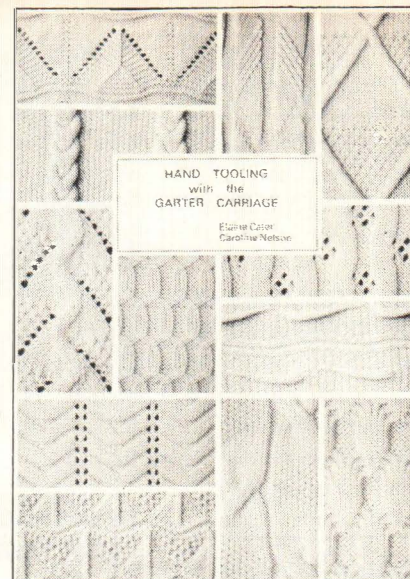 HAND TOOLING
with the
GARTER CARRIAGE
Elaine Cater
Caroline Nelson